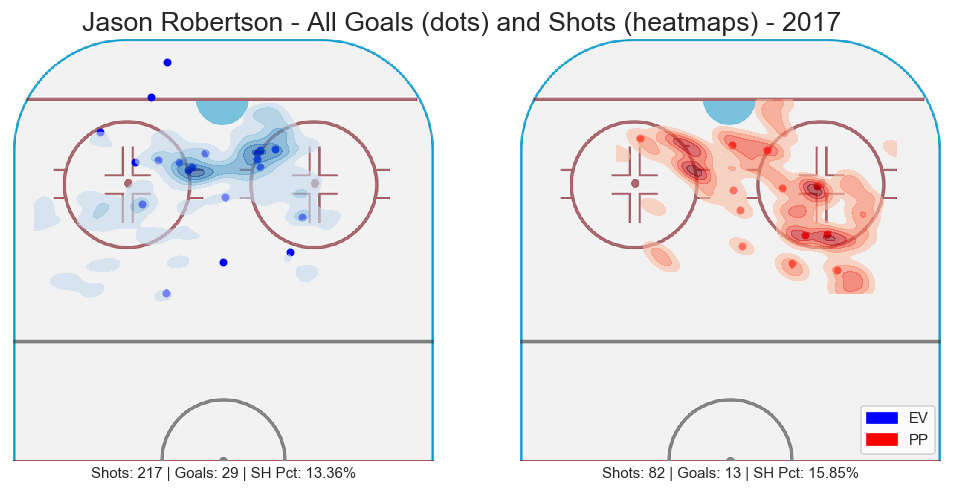 Jason Robertson - All Goals (dots) and Shots (heatmaps) - 2017
EV
PP
Shots: 217 | Goals: 29 | SH Pct: 13.36%
Shots: 82 | Goals: 13 | SH Pct: 15.85%